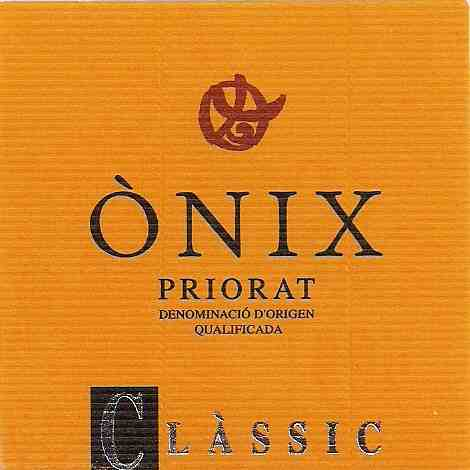 ÒNIX
PRIORAT
DENOMINACIÓ D'ORIGEN
QUALIFICADA
CLÀSSIC